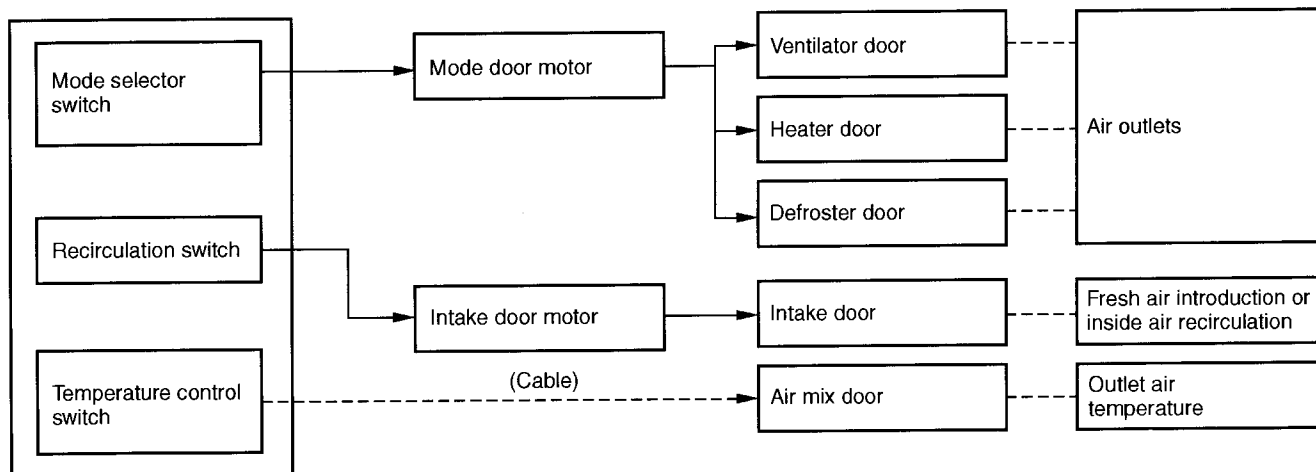 Mode selector
switch
Mode door motor
Ventilator door
Heater door
Defroster door
Air outlets
Recirculation switch
Intake door motor
Intake door
Fresh air introduction or
inside air recirculation
Temperature control
switch
(Cable)
Air mix door
Outlet air
temperature